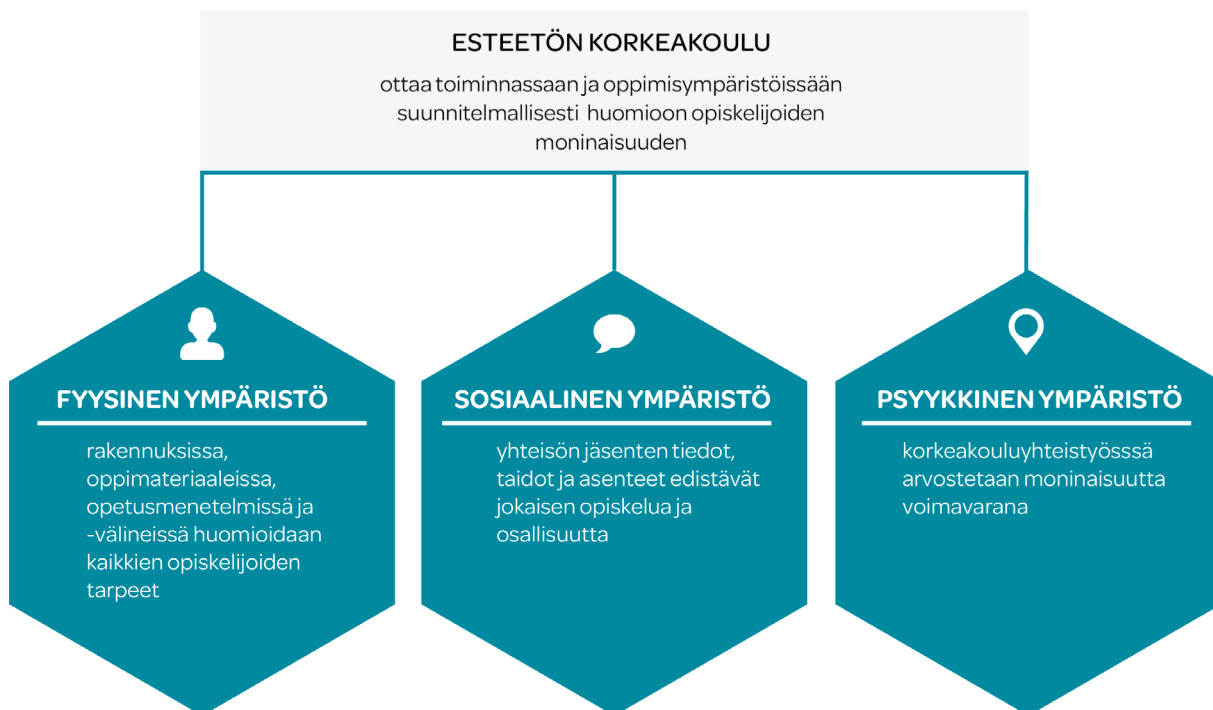 ESTEETÖN KORKEAKOULU
ottaa toiminnassaan ja oppimisympäristöissään
suunnitelmallisesti huomioon opiskelijoiden
moninaisuuden
FYYSINEN YMPÄRISTÖ
rakennuksissa,
oppimateriaaleissa,
opetusmenetelmissä ja
-välineissä huomioidaan
kaikkien opiskelijoiden
tarpeet
SOSIAALINEN YMPÄRISTÖ
yhteisön jäsenten tiedot,
taidot ja asenteet edistävät
jokaisen opiskelua ja
osallisuutta
PSYYKKINEN YMPÄRISTÖ
korkeakouluyhteistyösssä
arvostetaan moninaisuutta
voimavarana